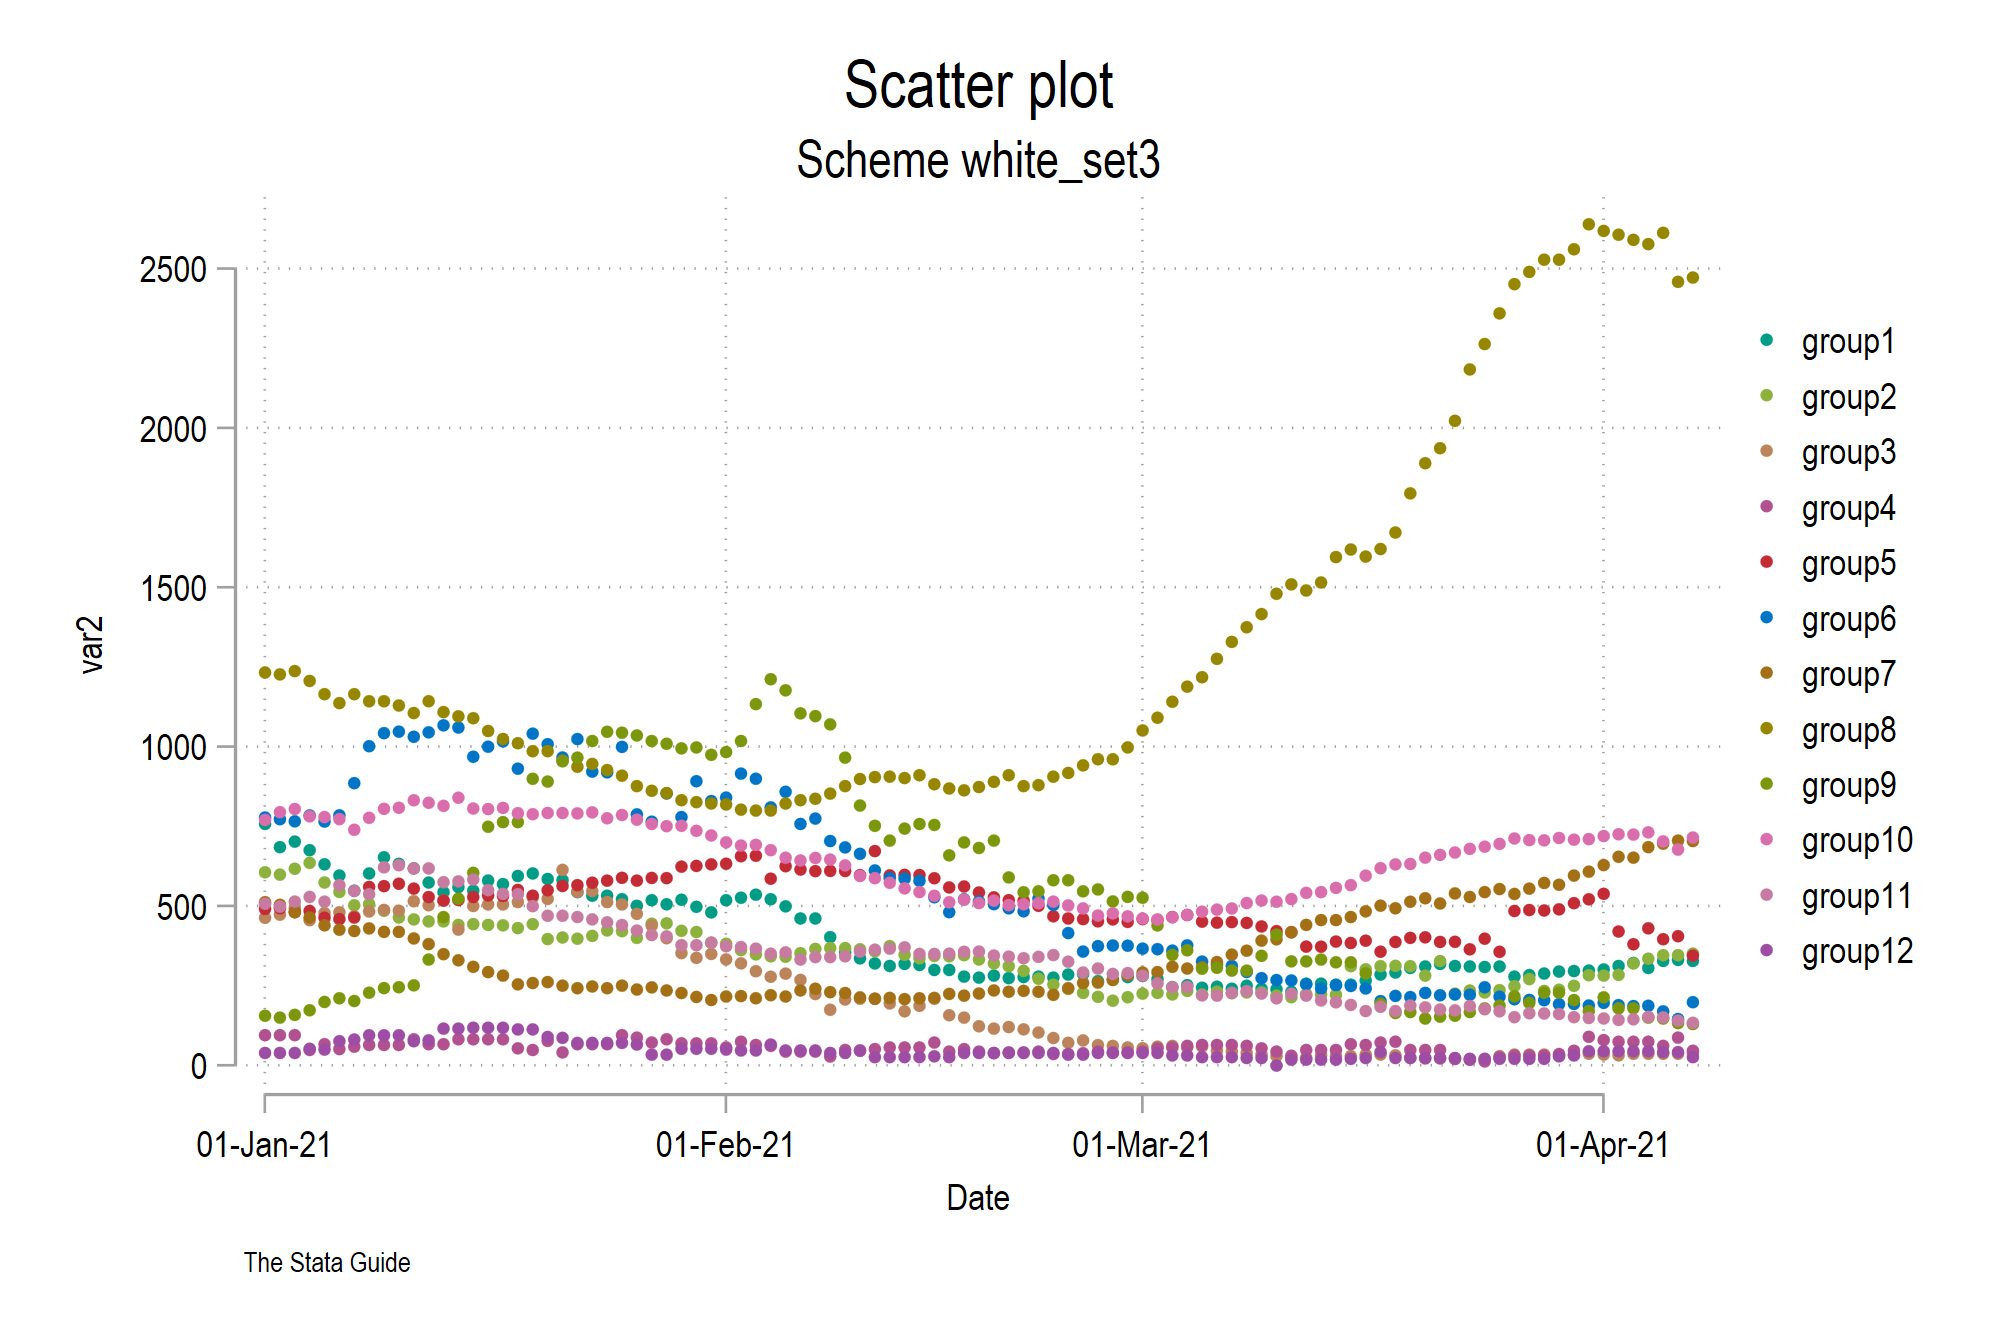 Scatter plot
Scheme white_set3
2500
2000
1500
1000
500
0
var2
01-Jan-21
01-Feb-21
01-Mar-21
01-Apr-21
Date
group1
group2
group3
group4
group5
group6
group7
group8
group9
group10
group11
group12
The Stata Guide